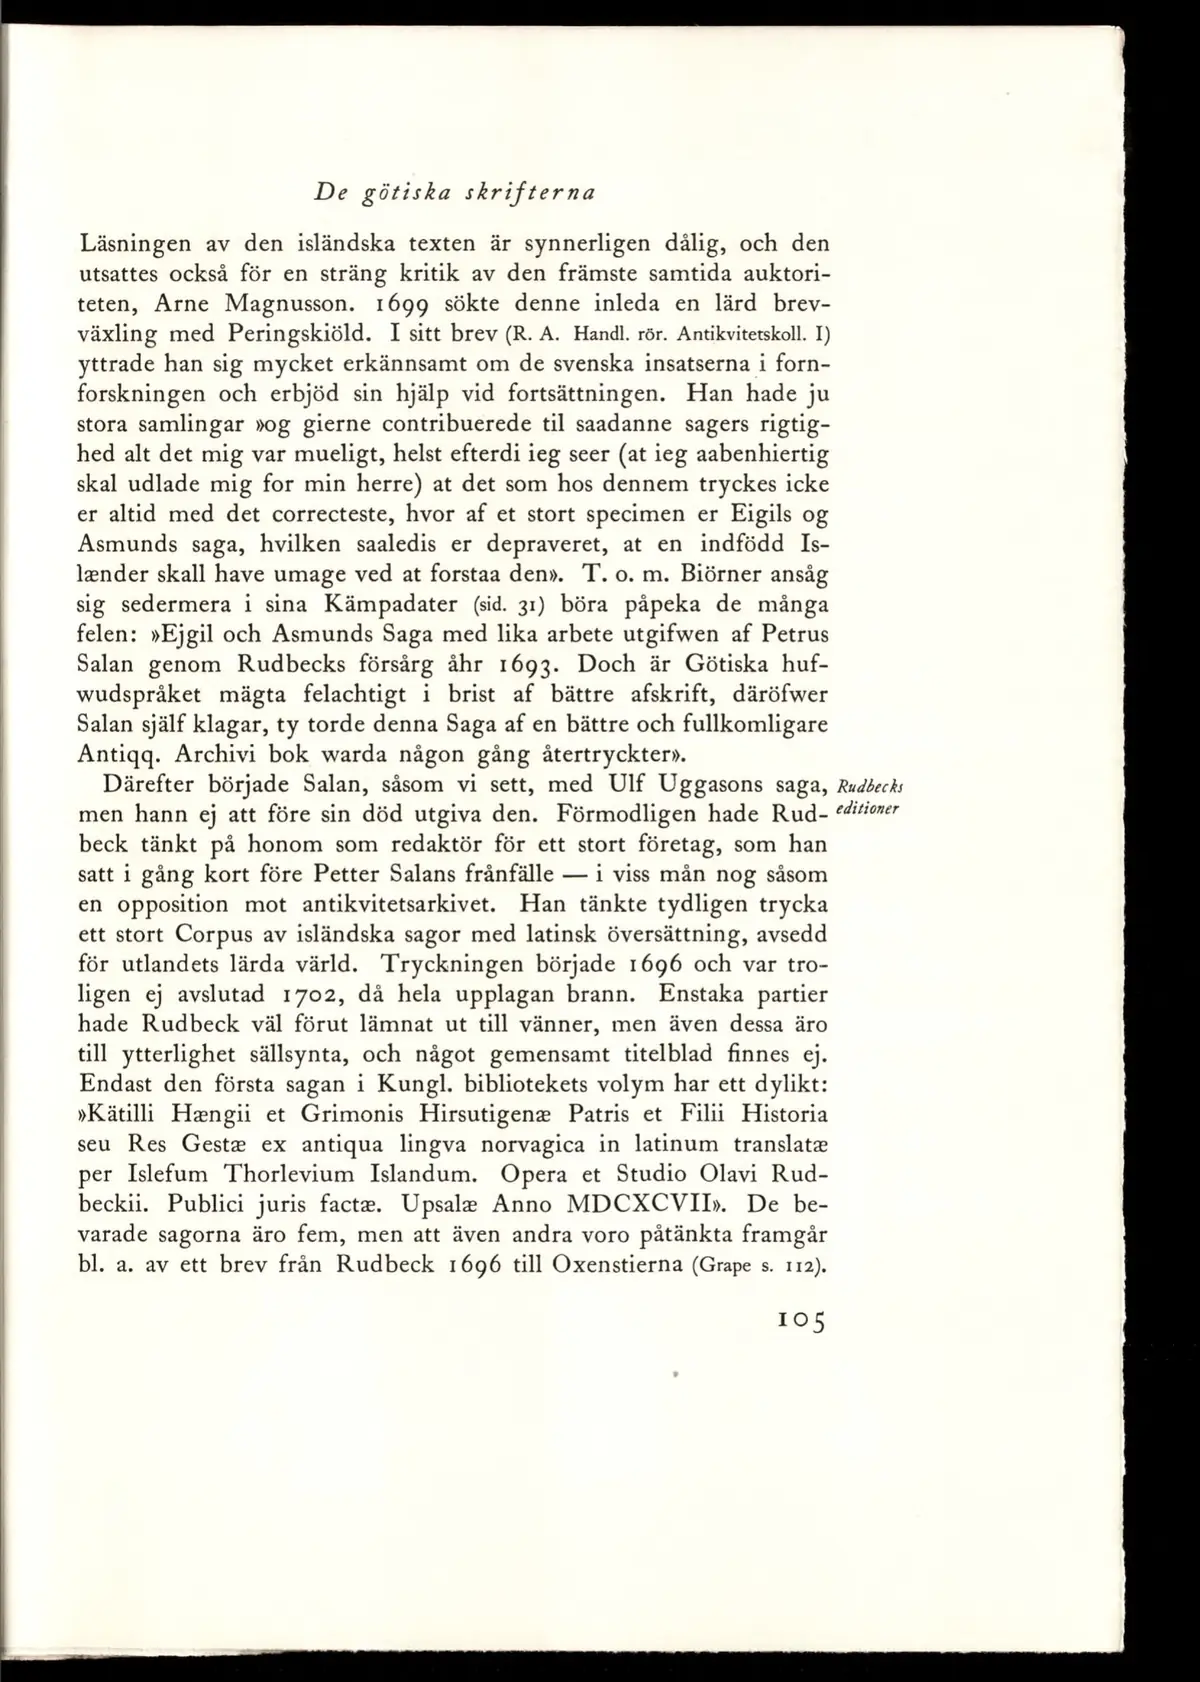 De götiska skrifterna
Läsningen av den isländska texten är synnerligen dålig, och den
utsattes också för en sträng kritik av den främste samtida auktori-
teten, Arne Magnusson. 1699 sökte denne inleda en lärd brev-
växling med Peringskiöld. I sitt brev (R. A. Handl. rör. Antikvitetskoll. I)
yttrade han sig mycket erkännsamt om de svenska insatserna i forn-
forskningen och erbjöd sin hjälp vid fortsättningen. Han hade ju
stora samlingar »og gierne contribuerede til saadanne sagers rigtig-
hed alt det mig var mueligt, helst efterdi ieg seer (at ieg aabenhiertig
skal udlade mig for min herre) at det som hos dennem tryckes icke
er altid med det correcteste, hvor af et stort specimen er Eigils og
Asmunds saga, hvilken saaledis er depraveret, at en indfödd Is-
lænder skall have umage ved at forstaa den». T. o. m. Biörner ansåg
sig sedermera i sina Kämpadater (sid. 31) böra påpeka de många
felen: »Ejgil och Asmunds Saga med lika arbete utgifwen af Petrus
Salan genom Rudbecks försårg åhr 1693. Doch är Götiska huf-
wudspråket mägta felachtigt i brist af bättre afskrift, däröfwer
Salan själf klagar, ty torde denna Saga af en bättre och fullkomligare
Antiqq. Archivi bok warda någon gång återtryckter».
Därefter började Salan, såsom vi sett, med Ulf Uggasons saga, Rudbecks
men hann ej att före sin död utgiva den. Förmodligen hade Rud- editioner
beck tänkt på honom som redaktör för ett stort företag, som han
satt i gång kort före Petter Salans frånfälle — i viss mån nog såsom
en opposition mot antikvitetsarkivet. Han tänkte tydligen trycka
ett stort Corpus av isländska sagor med latinsk översättning, avsedd
för utlandets lärda värld. Tryckningen började 1696 och var tro-
ligen ej avslutad 1702, då hela upplagan brann. Enstaka partier
hade Rudbeck väl förut lämnat ut till vänner, men även dessa äro
till ytterlighet sällsynta, och något gemensamt titelblad finnes ej.
Endast den första sagan i Kungl. bibliotekets volym har ett dylikt:
»Kätilli Hængii et Grimonis Hirsutigenæ Patris et Filii Historia
seu Res Gestæ ex antiqua lingva norvagica in latinum translatæ
per Islefum Thorlevium Islandum. Opera et Studio Olavi Rud-
beckii. Publici juris factæ. Upsalæ Anno MDCXCVII». De be-
varade sagorna äro fem, men att även andra voro påtänkta framgår
bl. a. av ett brev från Rudbeck 1696 till Oxenstierna (Grape s. 112).
105